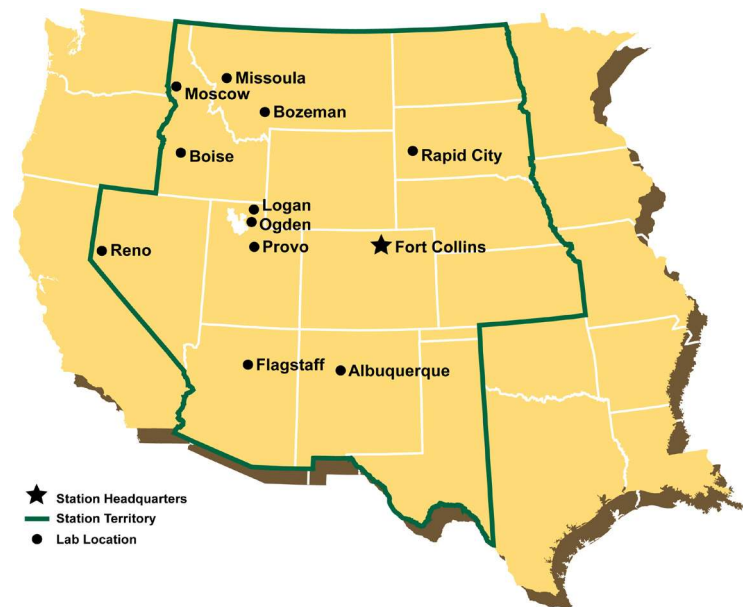 Missoula
Moscow
Bozeman
Boise
Rapid City
Logan
Ogden
Reno
Provo
Fort Collins
Flagstaff
Albuquerque
Station Headquarters
Station Territory
Lab Location